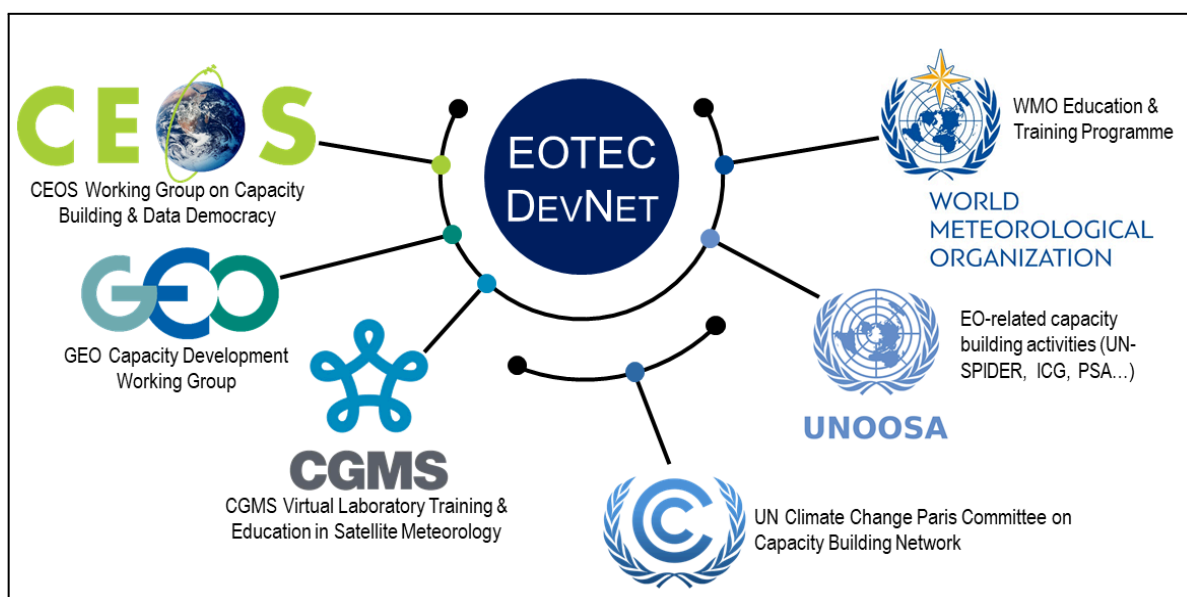 CEOS
CEOS Working Group on Capacity
Building & Data Democracy
GEO
GEO Capacity Development
Working Group
CGMS
CGMS Virtual Laboratory Training &
Education in Satellite Meteorology
EOTEC
DEVNET
WMO Education &
Training Programme
WORLD
METEOROLOGICAL
ORGANIZATION
EO-related capacity
building activities (UN-
SPIDER, ICG, PSA…)
UNOOSA
UN Climate Change Paris Committee on
Capacity Building Network